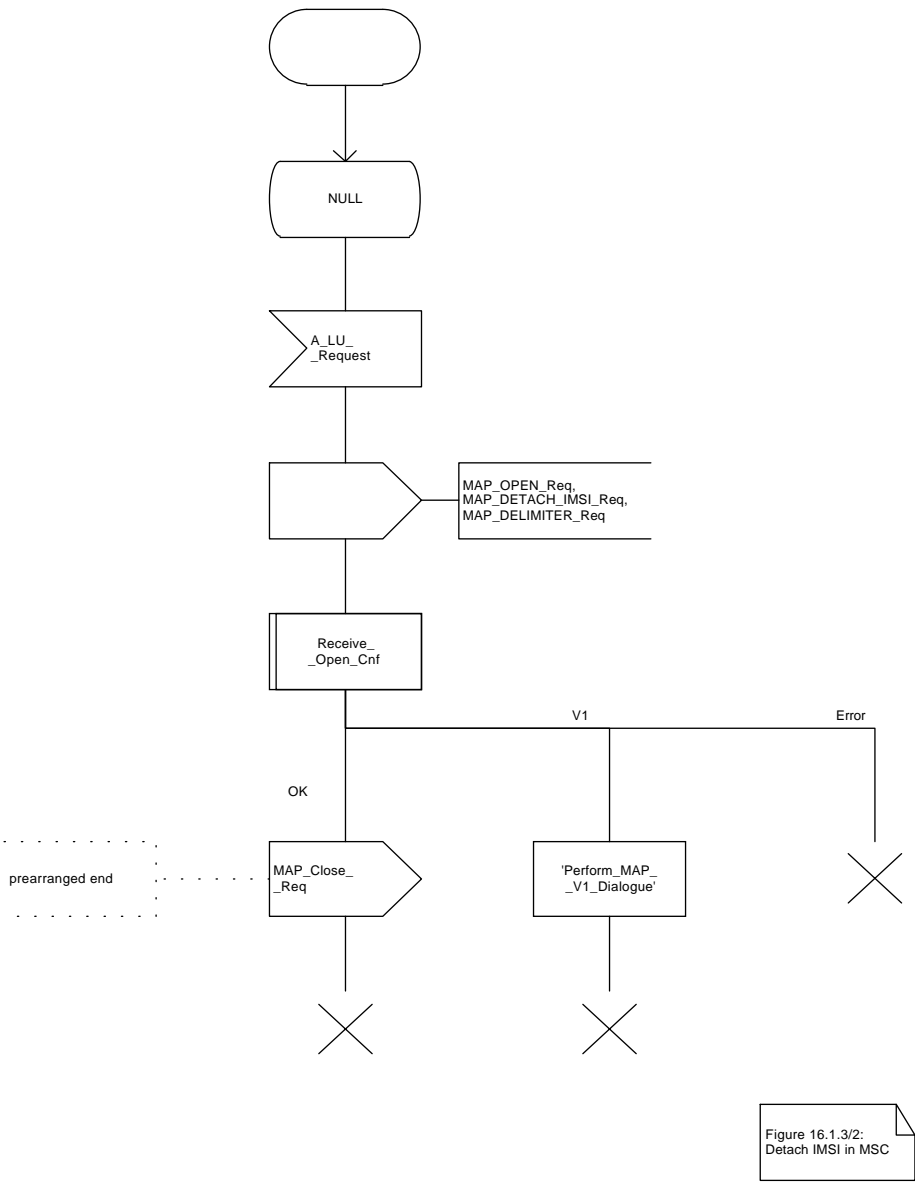 NULL
A_LU_
_Request
MAP_OPEN_Req,
MAP_DETACH_IMSI_Req,
MAP_DELIMITER_Req
Receive_
_Open_Cnf
V1
Error
OK
prearranged end
MAP_Close_
_Req
'Perform_MAP_
_V1_Dialogue'
Figure 16.1.3/2:
Detach IMSI in MSC